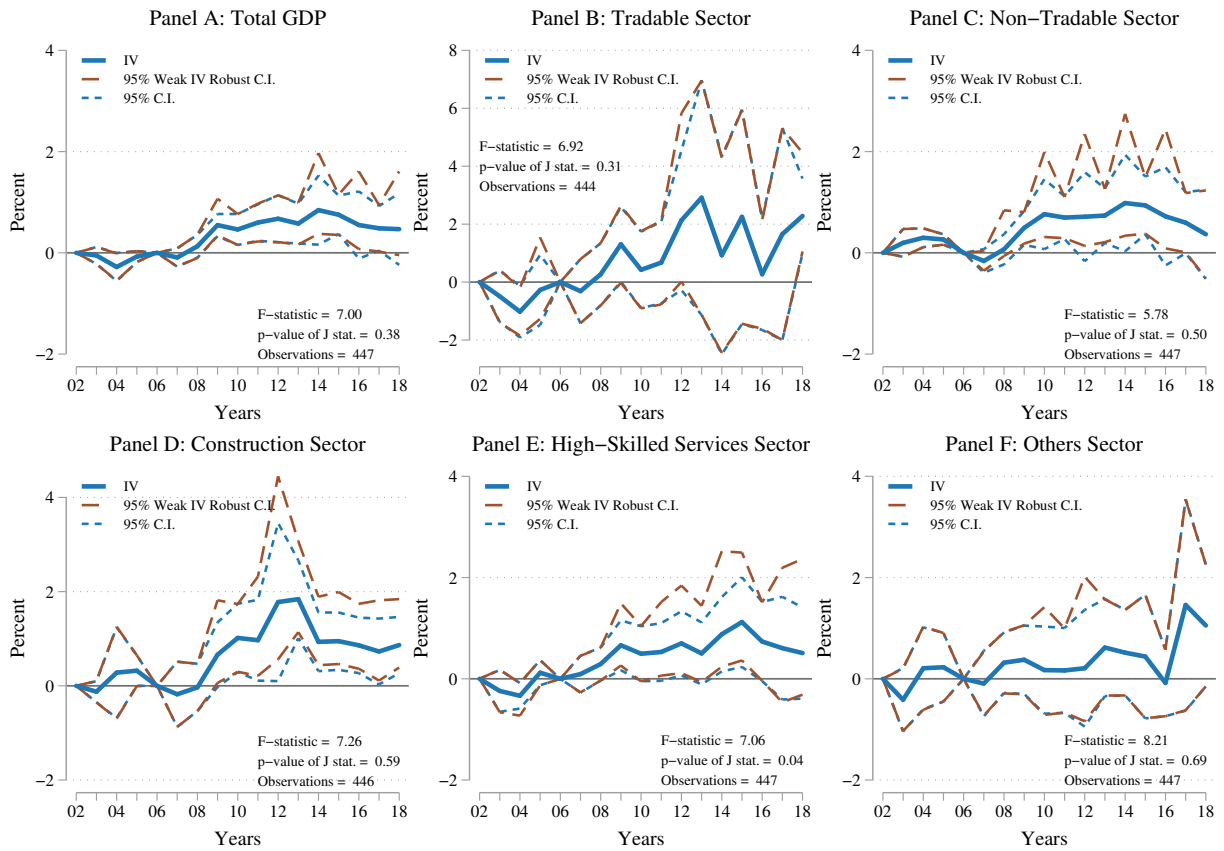 Panel A: Total GDP
4
2
0
−2
Percent
IV
95% Weak IV Robust C.I.
95% C.I.
F−statistic = 7.00
p−value of J stat. = 0.38
Observations = 447
02 04 06 08 10 12 14 16 18
Years
Panel B: Tradable Sector
8
6
4
2
0
−2
Percent
IV
95% Weak IV Robust C.I.
95% C.I.
F−statistic = 6.92
p−value of J stat. = 0.31
Observations = 444
02 04 06 08 10 12 14 16 18
Years
Panel C: Non−Tradable Sector
4
2
0
−2
Percent
IV
95% Weak IV Robust C.I.
95% C.I.
F−statistic = 5.78
p−value of J stat. = 0.50
Observations = 447
02 04 06 08 10 12 14 16 18
Years
Panel D: Construction Sector
4
2
0
−2
Percent
IV
95% Weak IV Robust C.I.
95% C.I.
F−statistic = 7.26
p−value of J stat. = 0.59
Observations = 446
02 04 06 08 10 12 14 16 18
Years
Panel E: High−Skilled Services Sector
4
2
0
−2
Percent
IV
95% Weak IV Robust C.I.
95% C.I.
F−statistic = 7.06
p−value of J stat. = 0.04
Observations = 447
02 04 06 08 10 12 14 16 18
Years
Panel F: Others Sector
4
2
0
−2
Percent
IV
95% Weak IV Robust C.I.
95% C.I.
F−statistic = 8.21
p−value of J stat. = 0.69
Observations = 447
02 04 06 08 10 12 14 16 18
Years